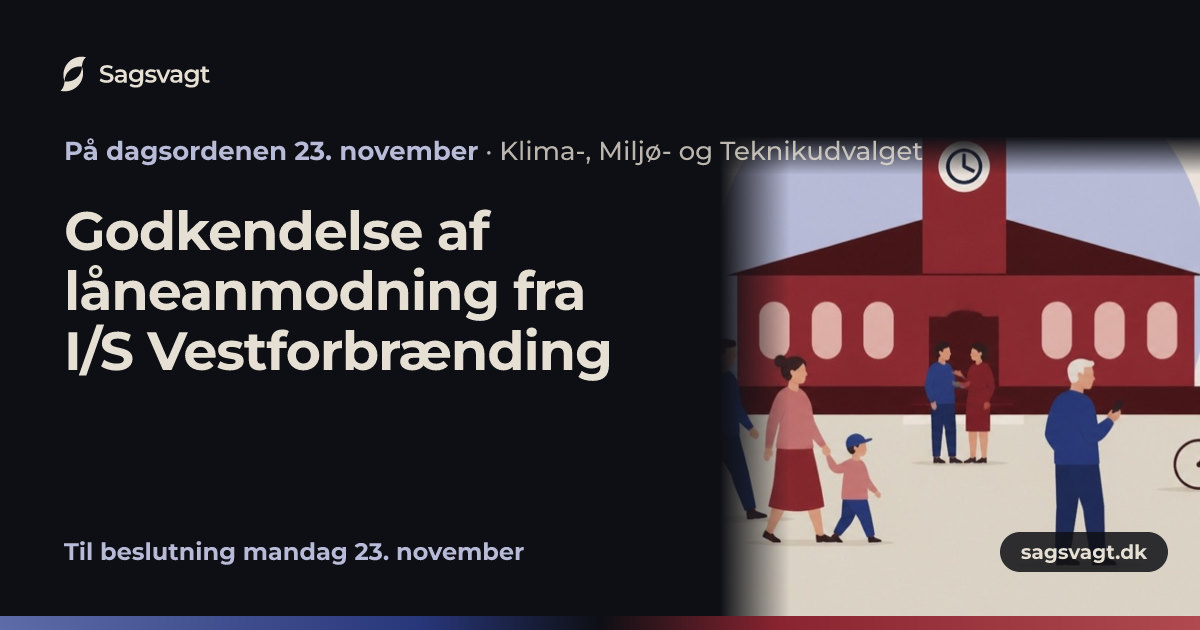 Sagsvagt
På dagsordenen 23. november · Klima-, Miljø- og Teknikudvalget
Godkendelse af
låneanmodning fra
I/S Vestforbrænding
Til beslutning mandag 23. november
sagsvagt.dk